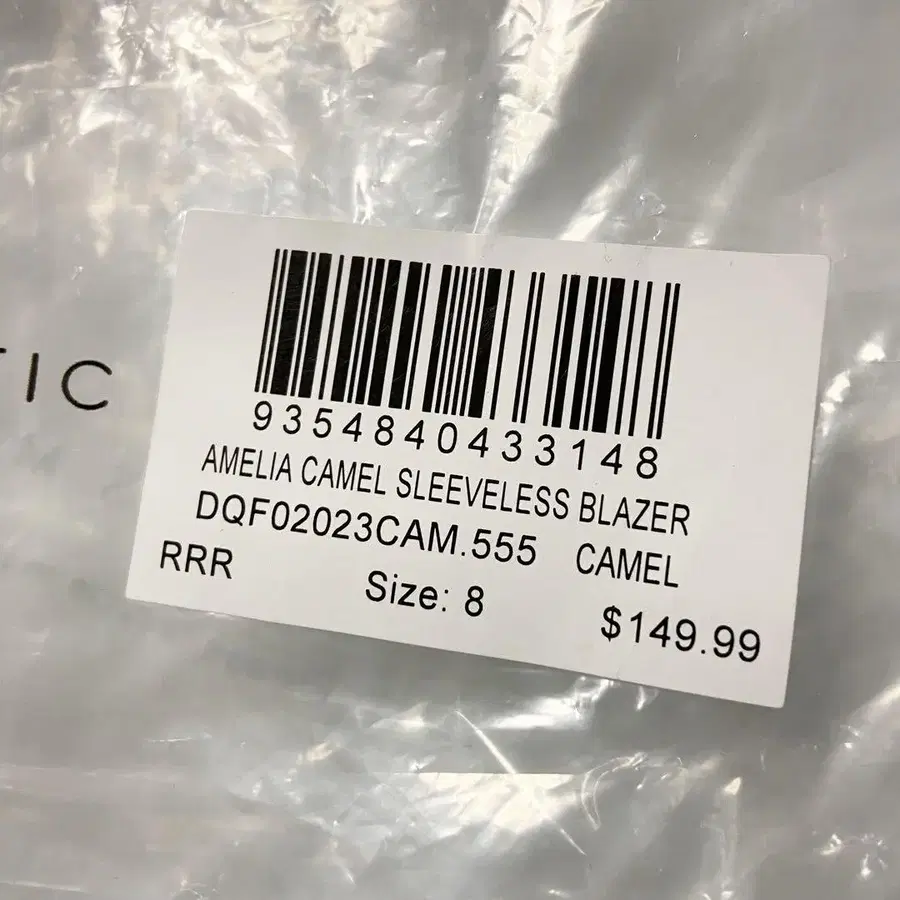 TIC
9354840433148
AMELIA CAMEL SLEEVELESS BLAZER
DQF02023CAM.555 CAMEL
RRR Size: 8 $149.99